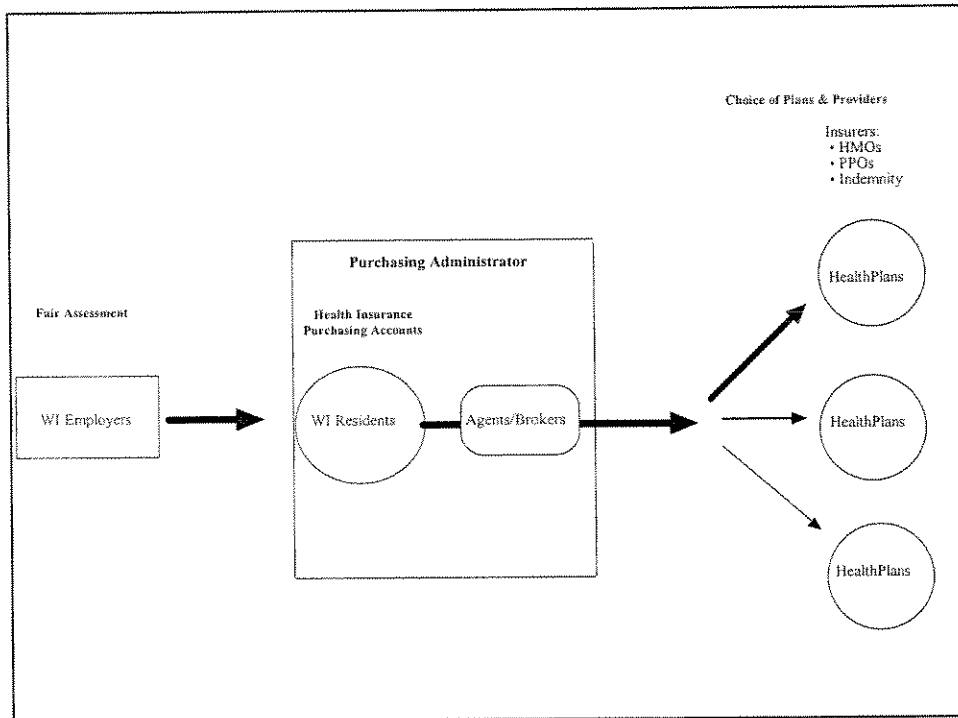 Choice of Plans & Providers
Insurers:
• HMOs
• PPOs
• Indemnity
Purchasing Administrator
HealthPlans
Fair Assessment
Health Insurance
Purchasing Accounts
WI Employers
WI Residents
Agents/Brokers
HealthPlans
HealthPlans